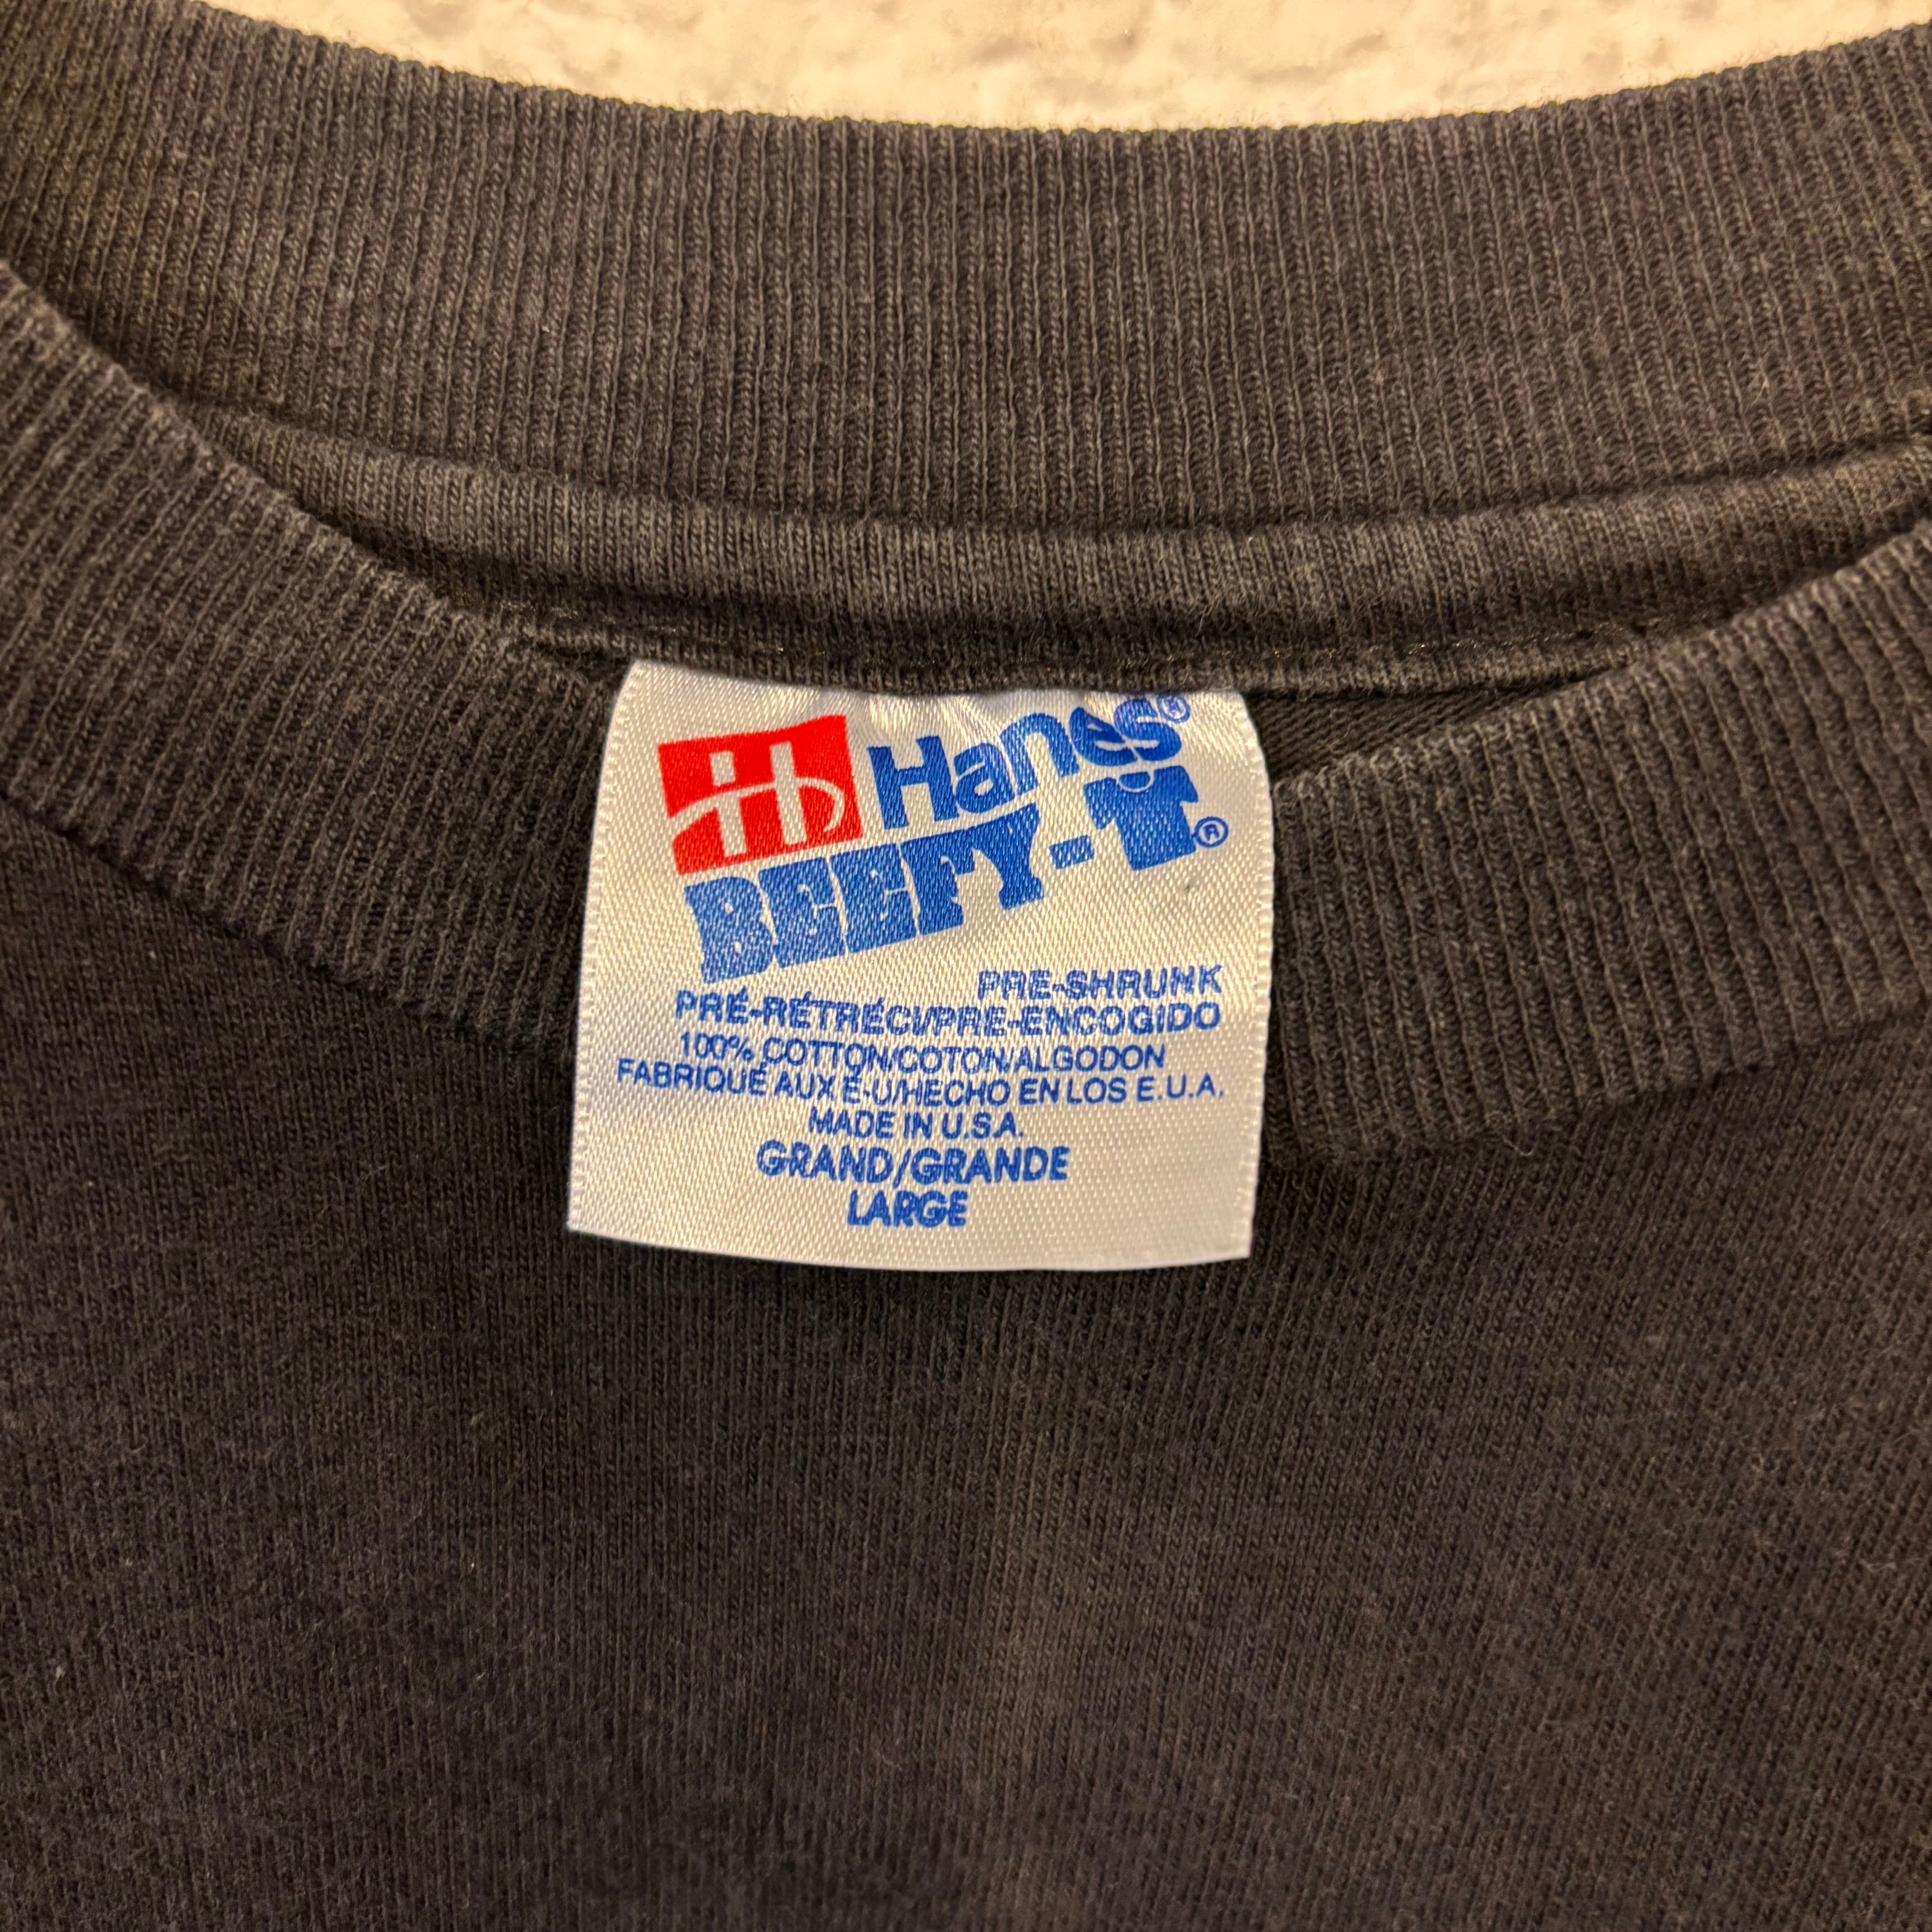 Hanes®
BEEFY-T®
PRE-SHRUNK
PRÉ-RÉTRÉCI/PRE-ENCOGIDO
100% COTTON/COTON/ALGODON
FABRIQUÉ AUX É-U/HECHO EN LOS E.U.A.
MADE IN U.S.A.
GRAND/GRANDE
LARGE